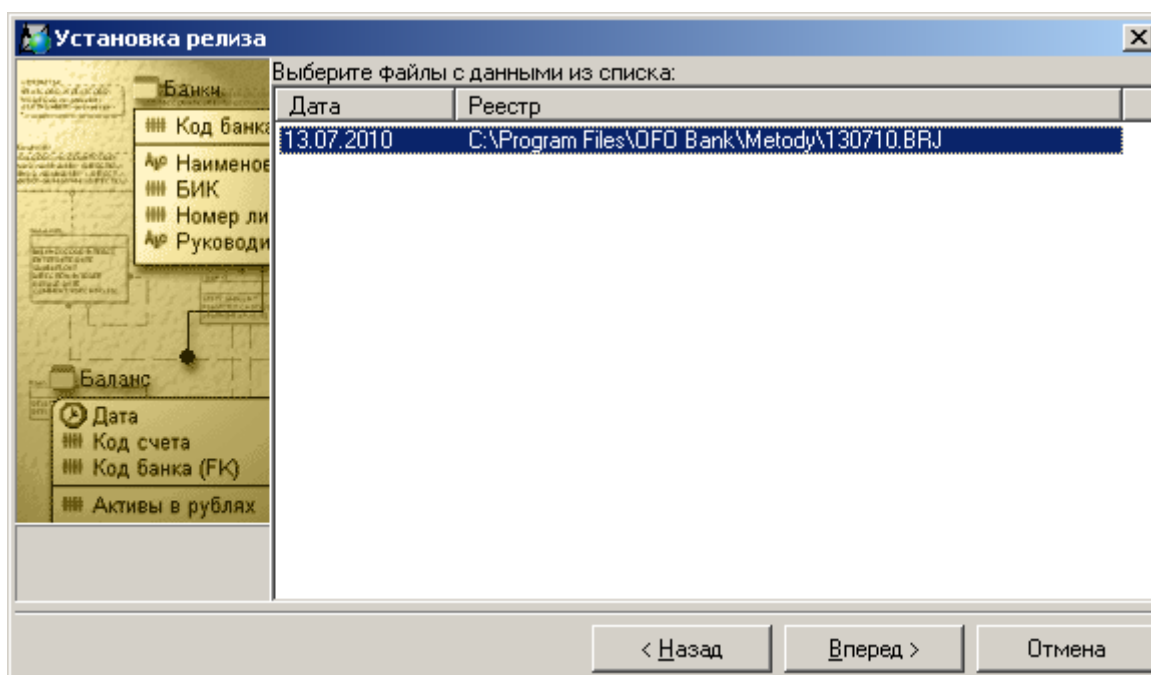 Установка релиза
Выберите файлы с данными из списка:
Дата Реестр
13.07.2010 C:\Program Files\OFO Bank\Metody\130710.BRJ
Банки
Код банка
Наименов
БИК
Номер ли
Руководи
Баланс
Дата
Код счета
Код банка (FK)
Активы в рублях
< Назад Вперед > Отмена